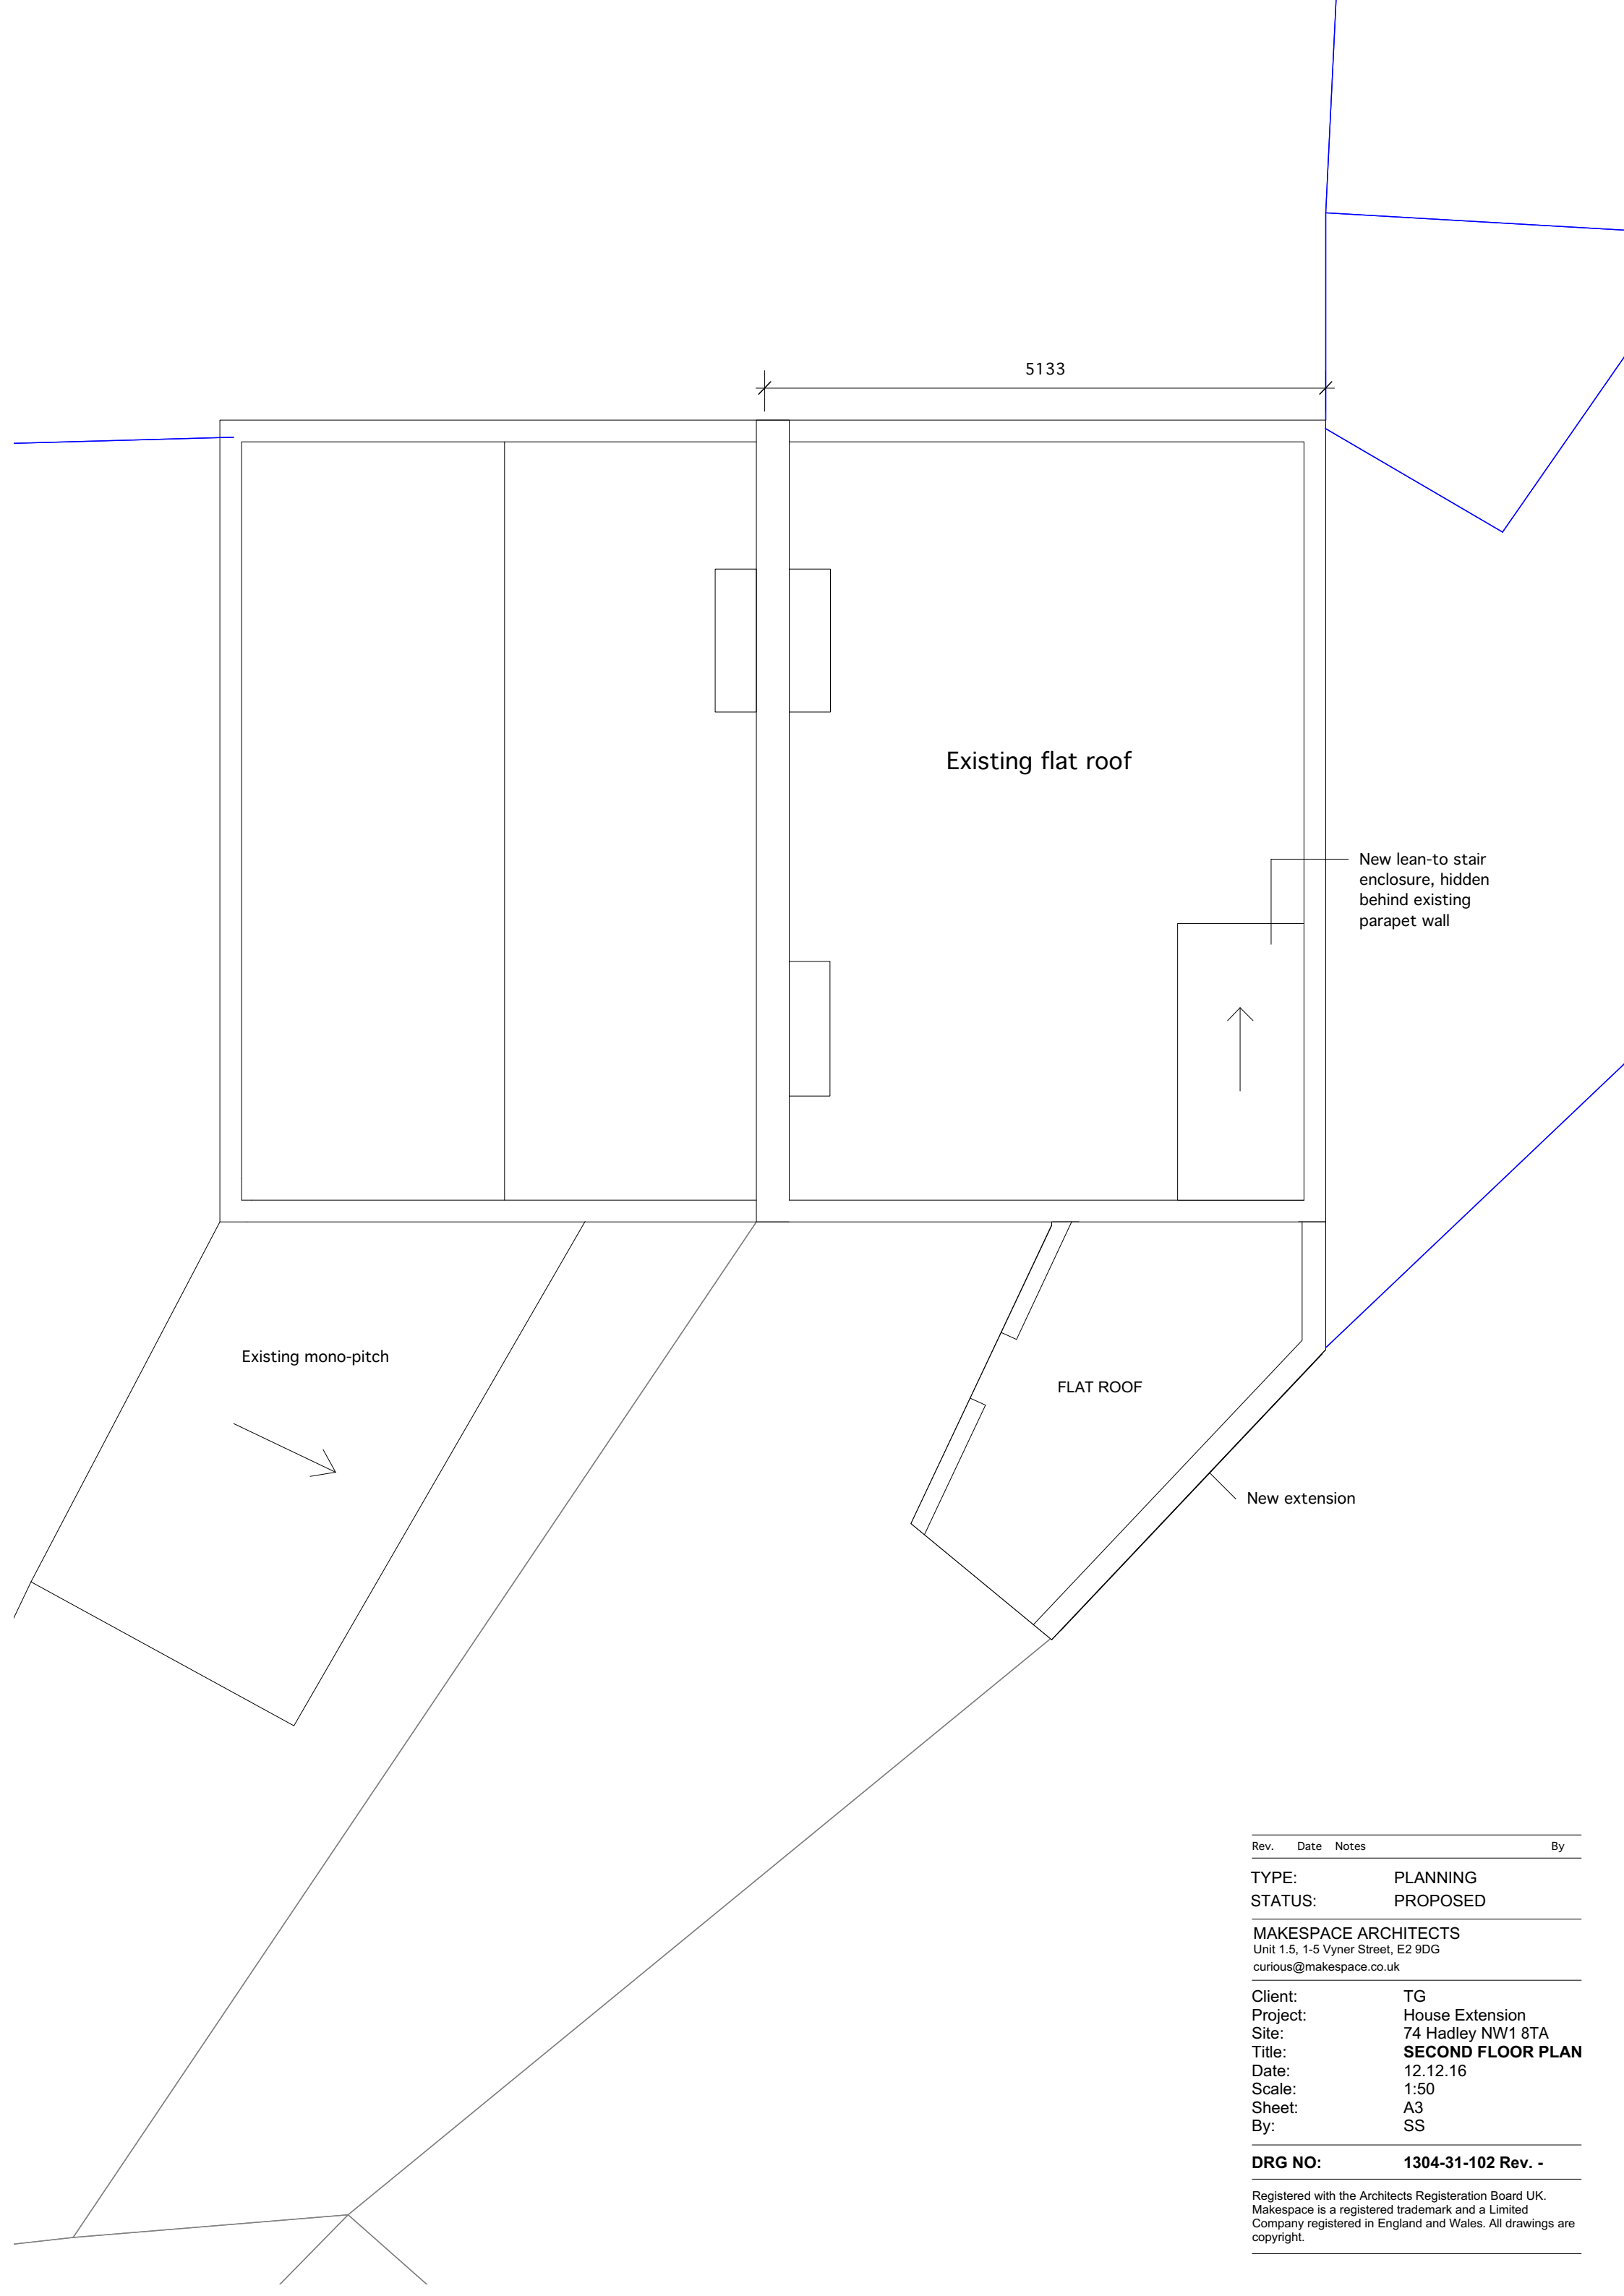 5133
Existing flat roof
New lean-to stair
enclosure, hidden
behind existing
parapet wall
Existing mono-pitch
FLAT ROOF
New extension
Rev. Date Notes By
TYPE: PLANNING
STATUS: PROPOSED
MAKESPACE ARCHITECTS
Unit 1.5, 1-5 Vyner Street, E2 9DG
curious@makespace.co.uk
Client: TG
Project: House Extension
Site: 74 Hadley NW1 8TA
Title: SECOND FLOOR PLAN
Date: 12.12.16
Scale: 1:50
Sheet: A3
By: SS
DRG NO: 1304-31-102 Rev. -
Registered with the Architects Registeration Board UK.
Makespace is a registered trademark and a Limited
Company registered in England and Wales. All drawings are
copyright.